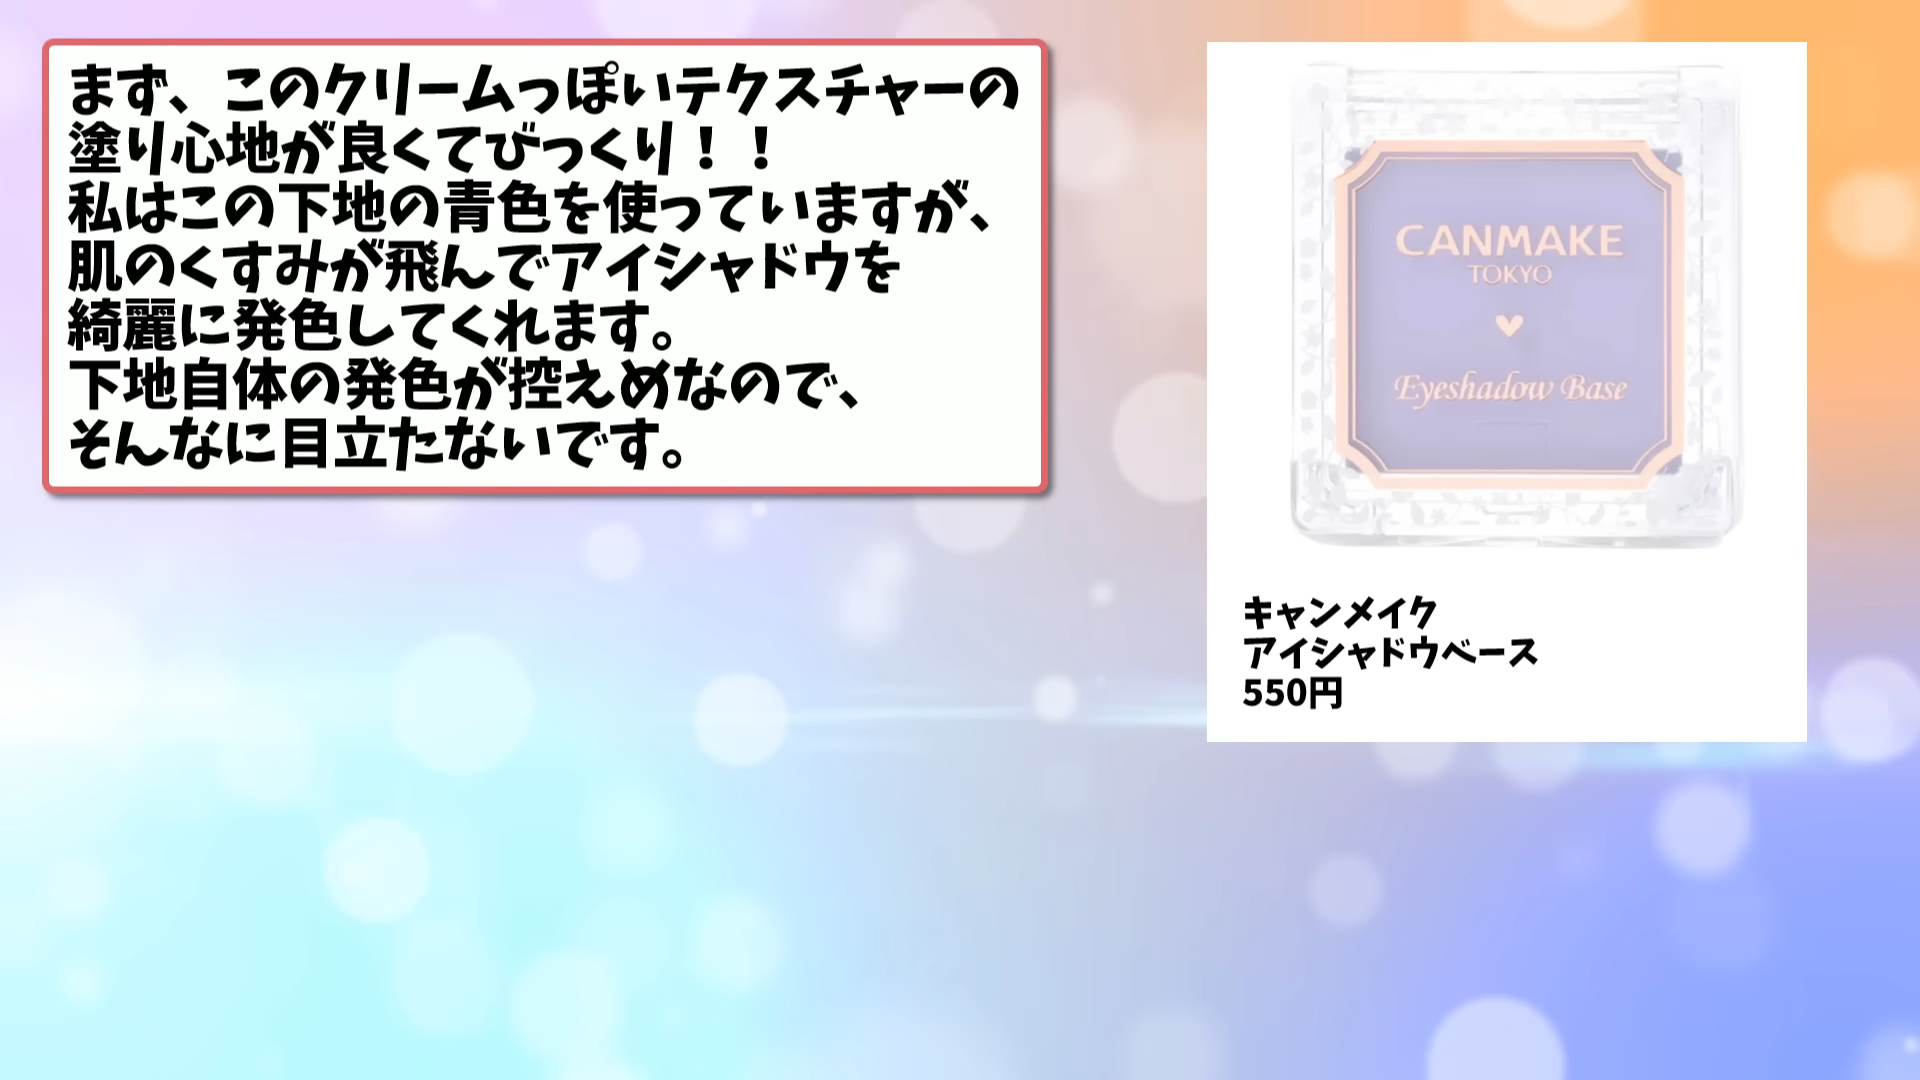 まず、このクリームっぽいテクスチャーの
塗り心地が良くてびっくり！！
私はこの下地の青色を使っていますが、
肌のくすみが飛んでアイシャドウを
綺麗に発色してくれます。
下地自体の発色が控えめなので、
そんなに目立たないです。
CANMAKE
TOKYO
Eyeshadow Base
キャンメイク
アイシャドウベース
550円